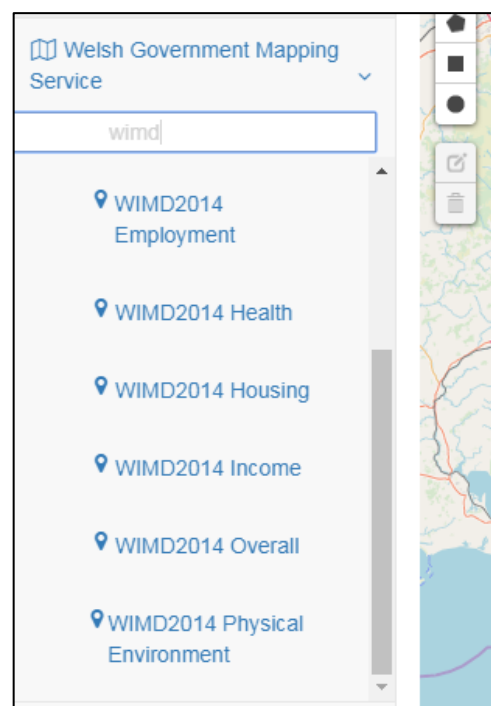 Welsh Government Mapping
Service
wimd
WIMD2014
Employment
WIMD2014 Health
WIMD2014 Housing
WIMD2014 Income
WIMD2014 Overall
WIMD2014 Physical
Environment